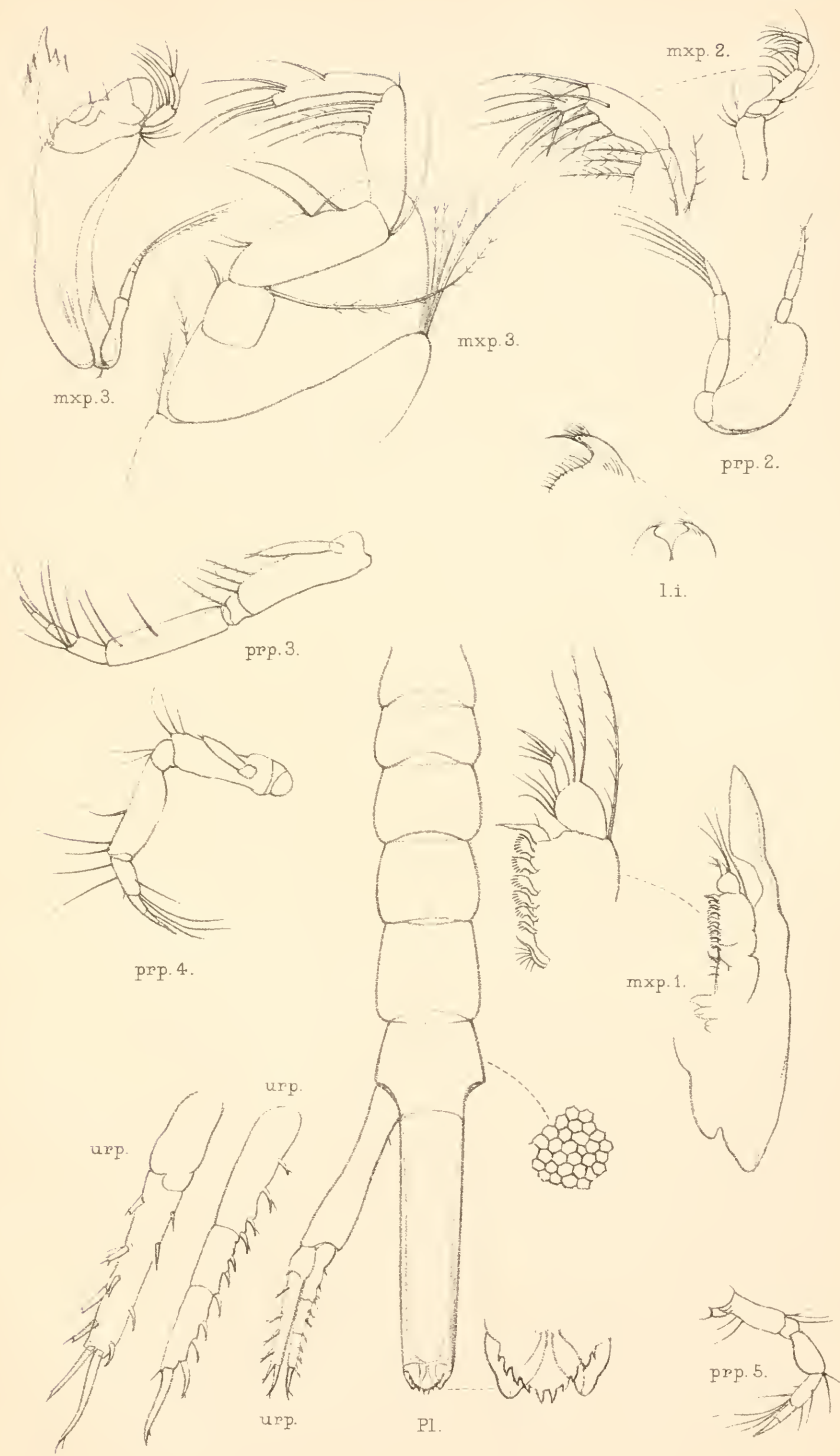 mxp. 2.
mxp. 3.
mxp. 3.
prp. 2.
l.i.
prp. 3.
prp. 4.
mxp. 1.
urp.
urp.
prp. 5.
urp.
Pl.